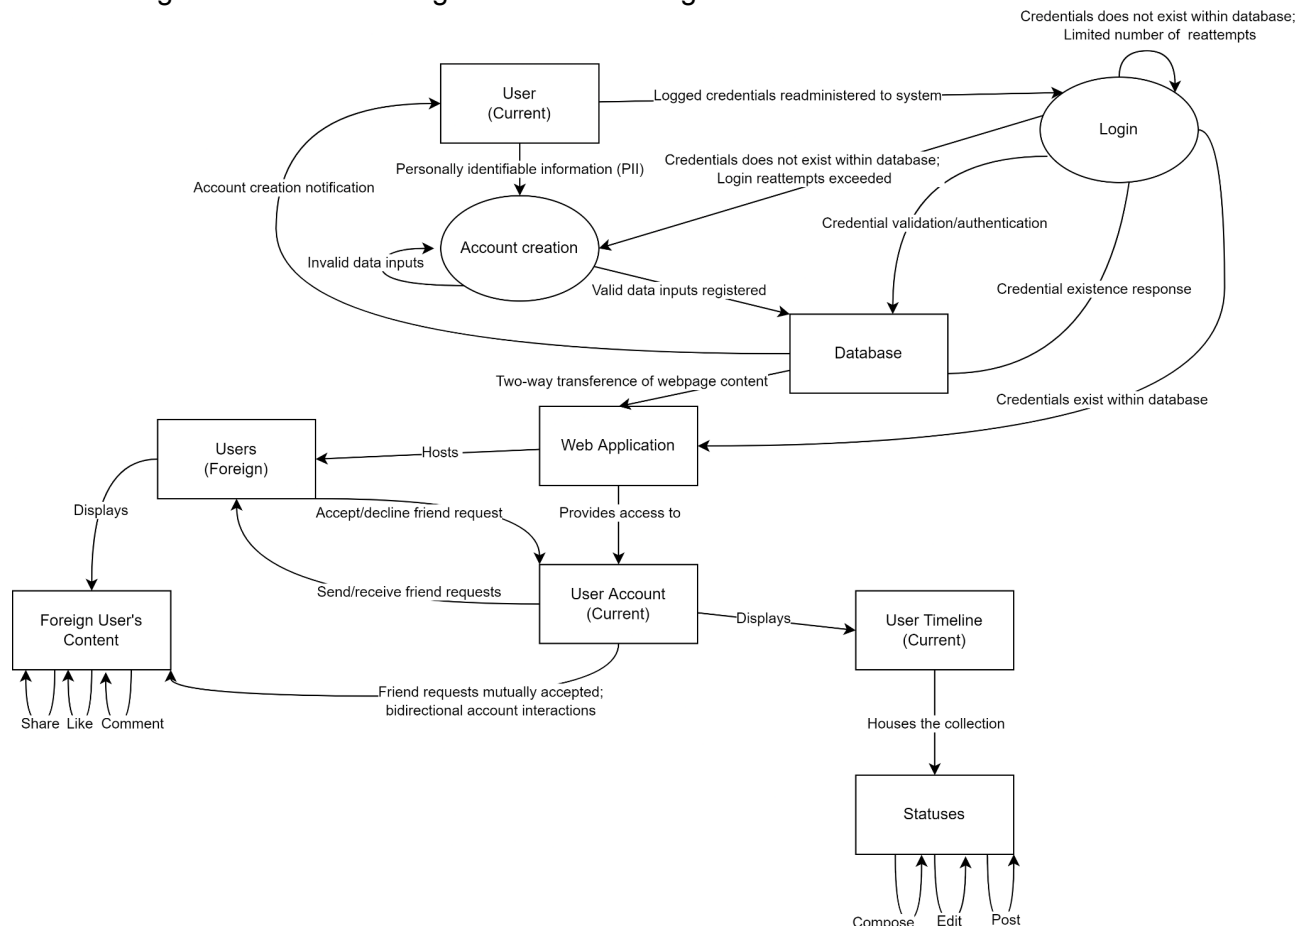 Credentials does not exist within database;
Limited number of reattempts
User
(Current)
Logged credentials readministered to system
Login
Personally identifiable information (PII)
Credentials does not exist within database;
Login reattempts exceeded
Account creation notification
Credential validation/authentication
Account creation
Invalid data inputs
Valid data inputs registered
Credential existence response
Database
Two-way transference of webpage content
Credentials exist within database
Users
(Foreign)
Hosts
Web Application
Displays
Accept/decline friend request
Provides access to
Send/receive friend requests
User Account
(Current)
Displays
User Timeline
(Current)
Foreign User's
Content
Friend requests mutually accepted;
bidirectional account interactions
Share Like Comment
Houses the collection
Statuses
Compose Edit Post